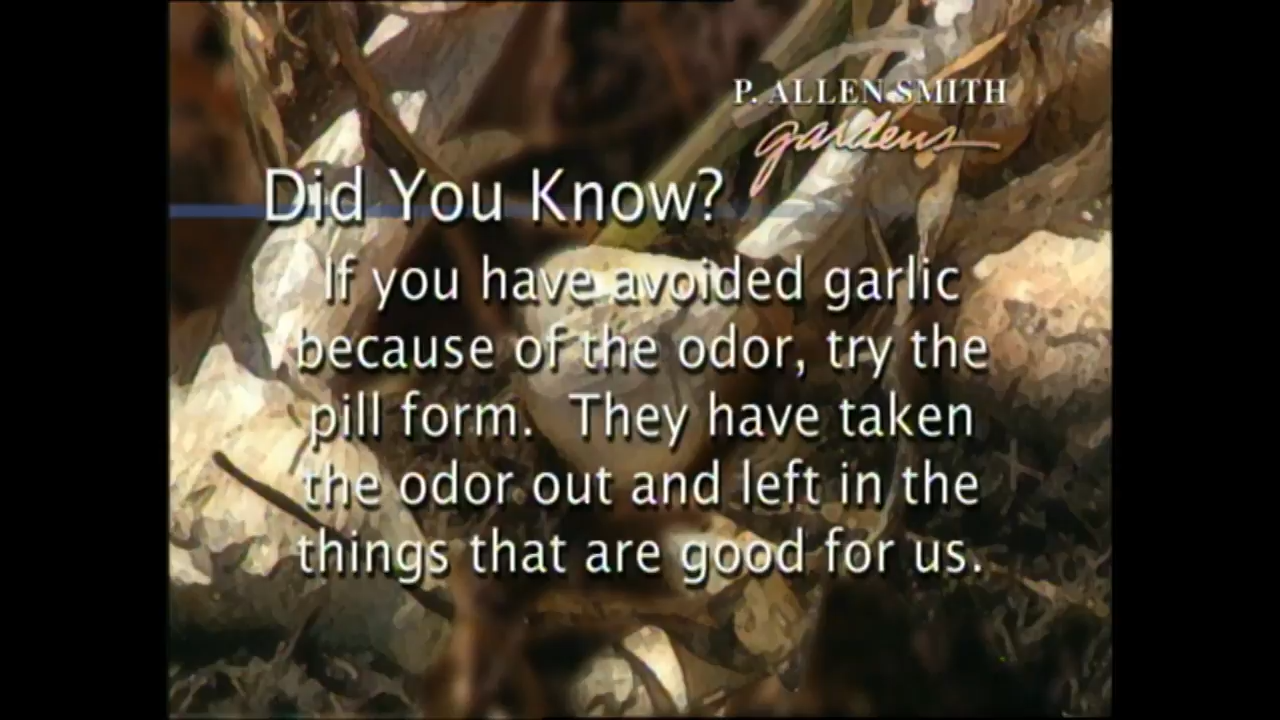 P. ALLEN SMITH
gardens
Did You Know?
If you have avoided garlic
because of the odor, try the
pill form.  They have taken
the odor out and left in the
things that are good for us.